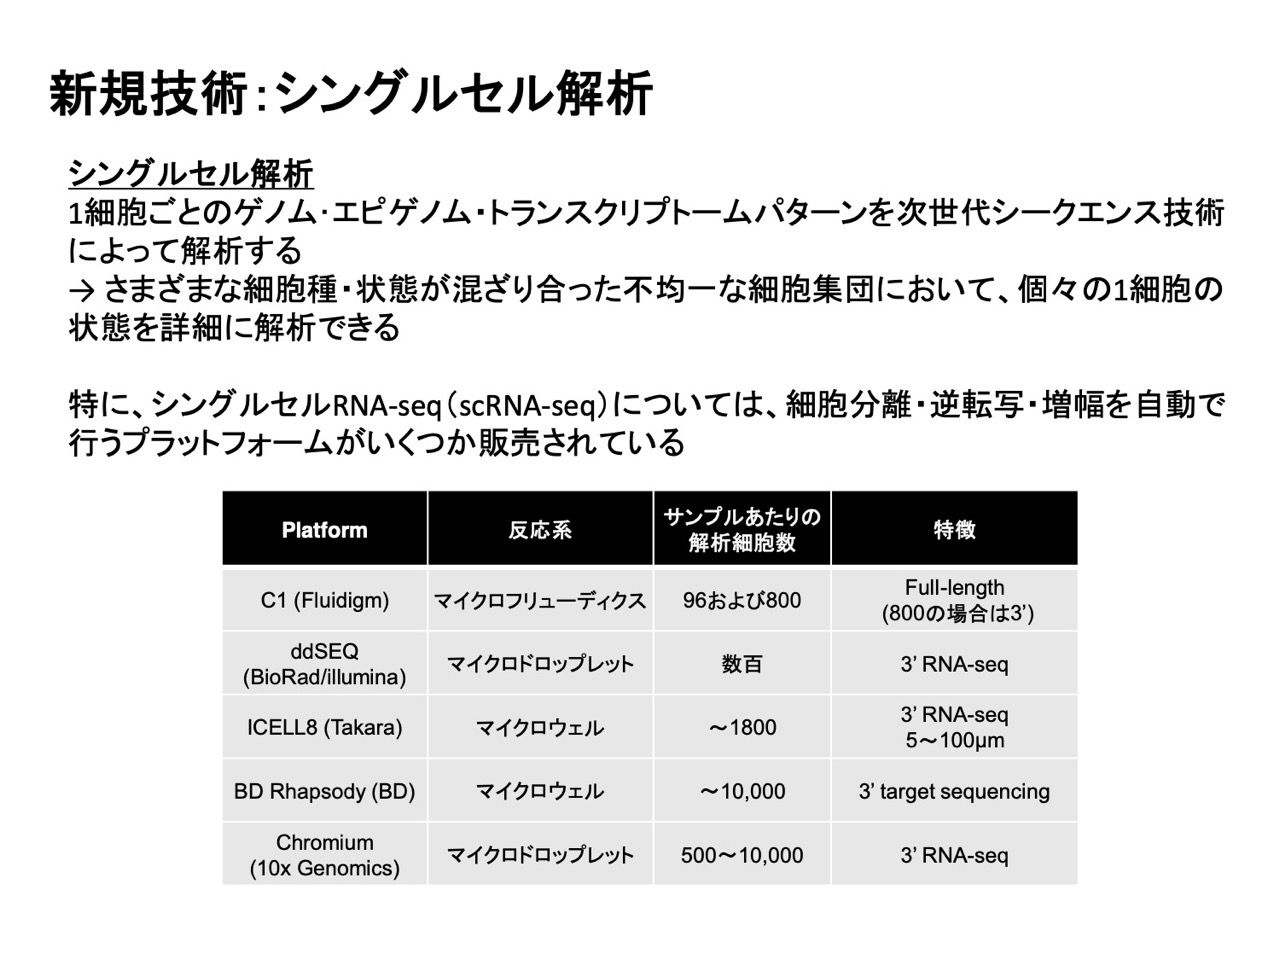 新規技術：シングルセル解析
シングルセル解析
1細胞ごとのゲノム・エピゲノム・トランスクリプトームパターンを次世代シークエンス技術
によって解析する
→ さまざまな細胞種・状態が混ざり合った不均一な細胞集団において、個々の1細胞の
状態を詳細に解析できる
特に、シングルセルRNA-seq（scRNA-seq）については、細胞分離・逆転写・増幅を自動で
行うプラットフォームがいくつか販売されている
Platform 反応系 サンプルあたりの
解析細胞数 特徴
C1 (Fluidigm) マイクロフリューディクス 96および800 Full-length
(800の場合は3’)
ddSEQ
(BioRad/illumina) マイクロドロップレット 数百 3’ RNA-seq
ICELL8 (Takara) マイクロウェル ～1800 3’ RNA-seq
5～100μm
BD Rhapsody (BD) マイクロウェル ～10,000 3’ target sequencing
Chromium
(10x Genomics) マイクロドロップレット 500～10,000 3’ RNA-seq